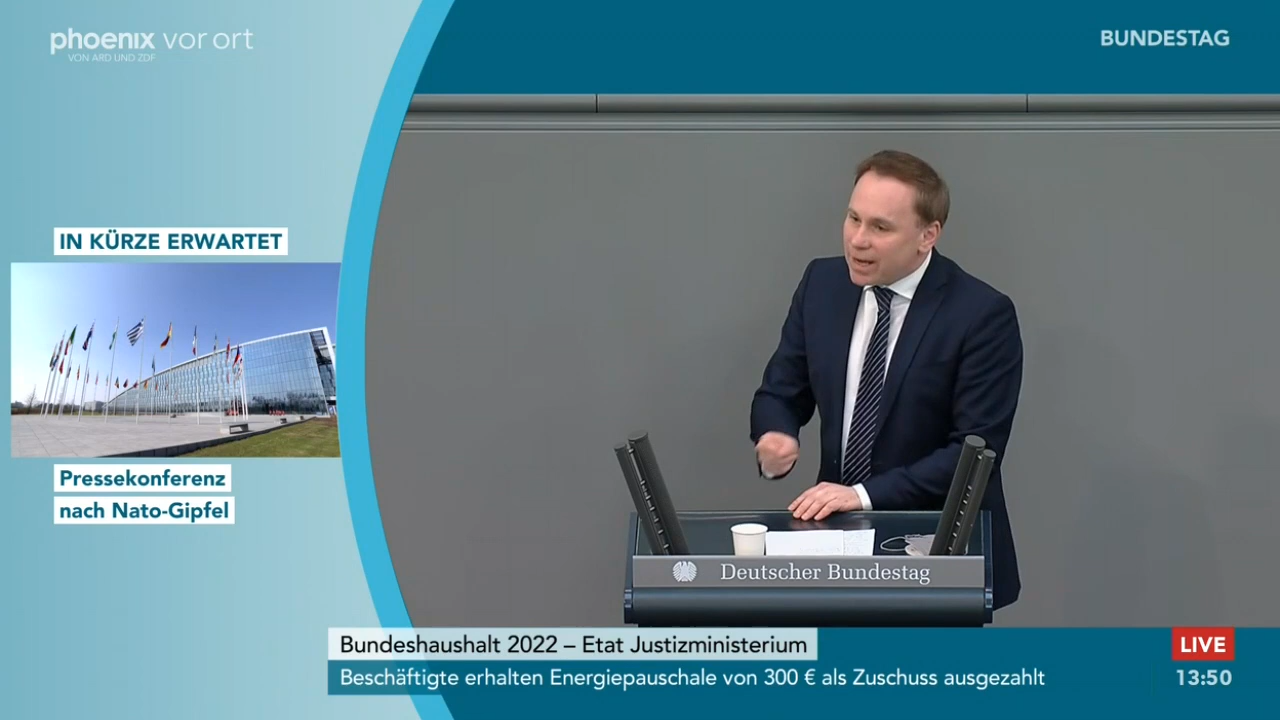 phoenix vor ort
VON ARD UND ZDF
BUNDESTAG
IN KÜRZE ERWARTET
Pressekonferenz
nach Nato-Gipfel
Deutscher Bundestag
Bundeshaushalt 2022 – Etat Justizministerium
LIVE
Beschäftigte erhalten Energiepauschale von 300 € als Zuschuss ausgezahlt
13:50